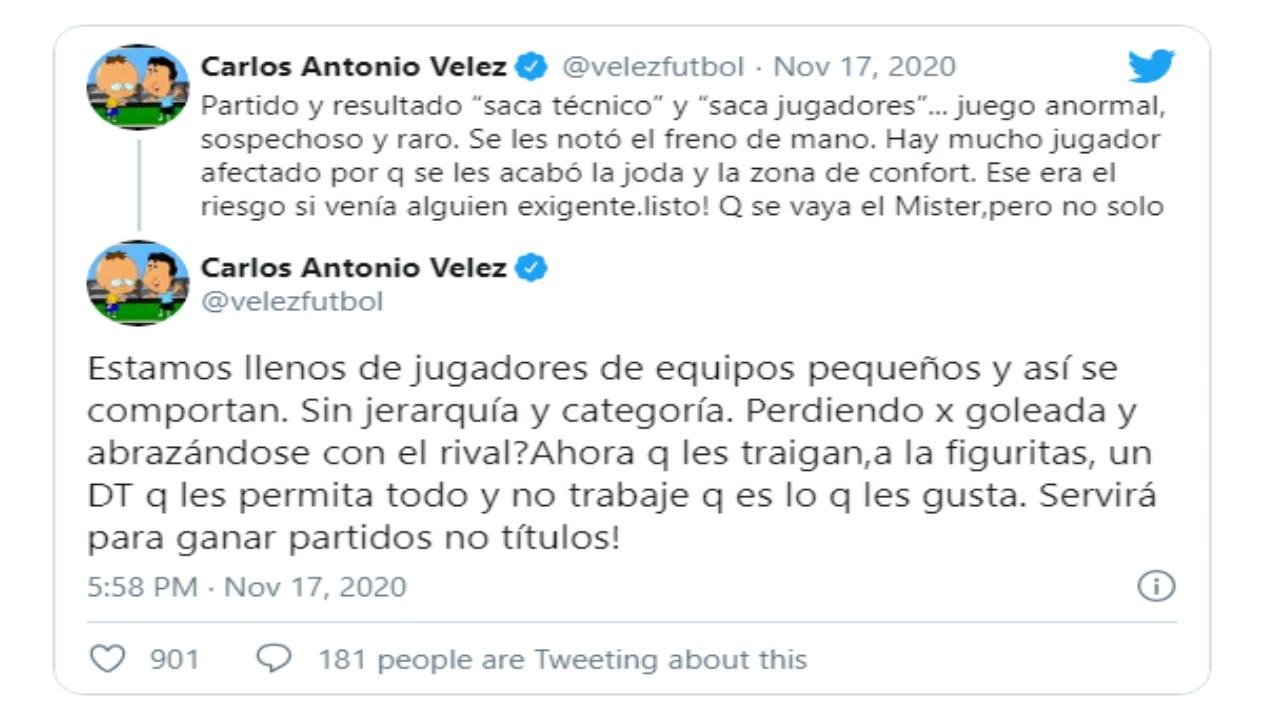 Carlos Antonio Velez @velezfutbol · Nov 17, 2020
Partido y resultado “saca técnico” y “saca jugadores”... juego anormal,
sospechoso y raro. Se les notó el freno de mano. Hay mucho jugador
afectado por q se les acabó la joda y la zona de confort. Ese era el
riesgo si venía alguien exigente.listo! Q se vaya el Mister,pero no solo
Carlos Antonio Velez
@velezfutbol
Estamos llenos de jugadores de equipos pequeños y así se
comportan. Sin jerarquía y categoría. Perdiendo x goleada y
abrazándose con el rival?Ahora q les traigan,a la figuritas, un
DT q les permita todo y no trabaje q es lo q les gusta. Servirá
para ganar partidos no títulos!
5:58 PM · Nov 17, 2020
901 181 people are Tweeting about this